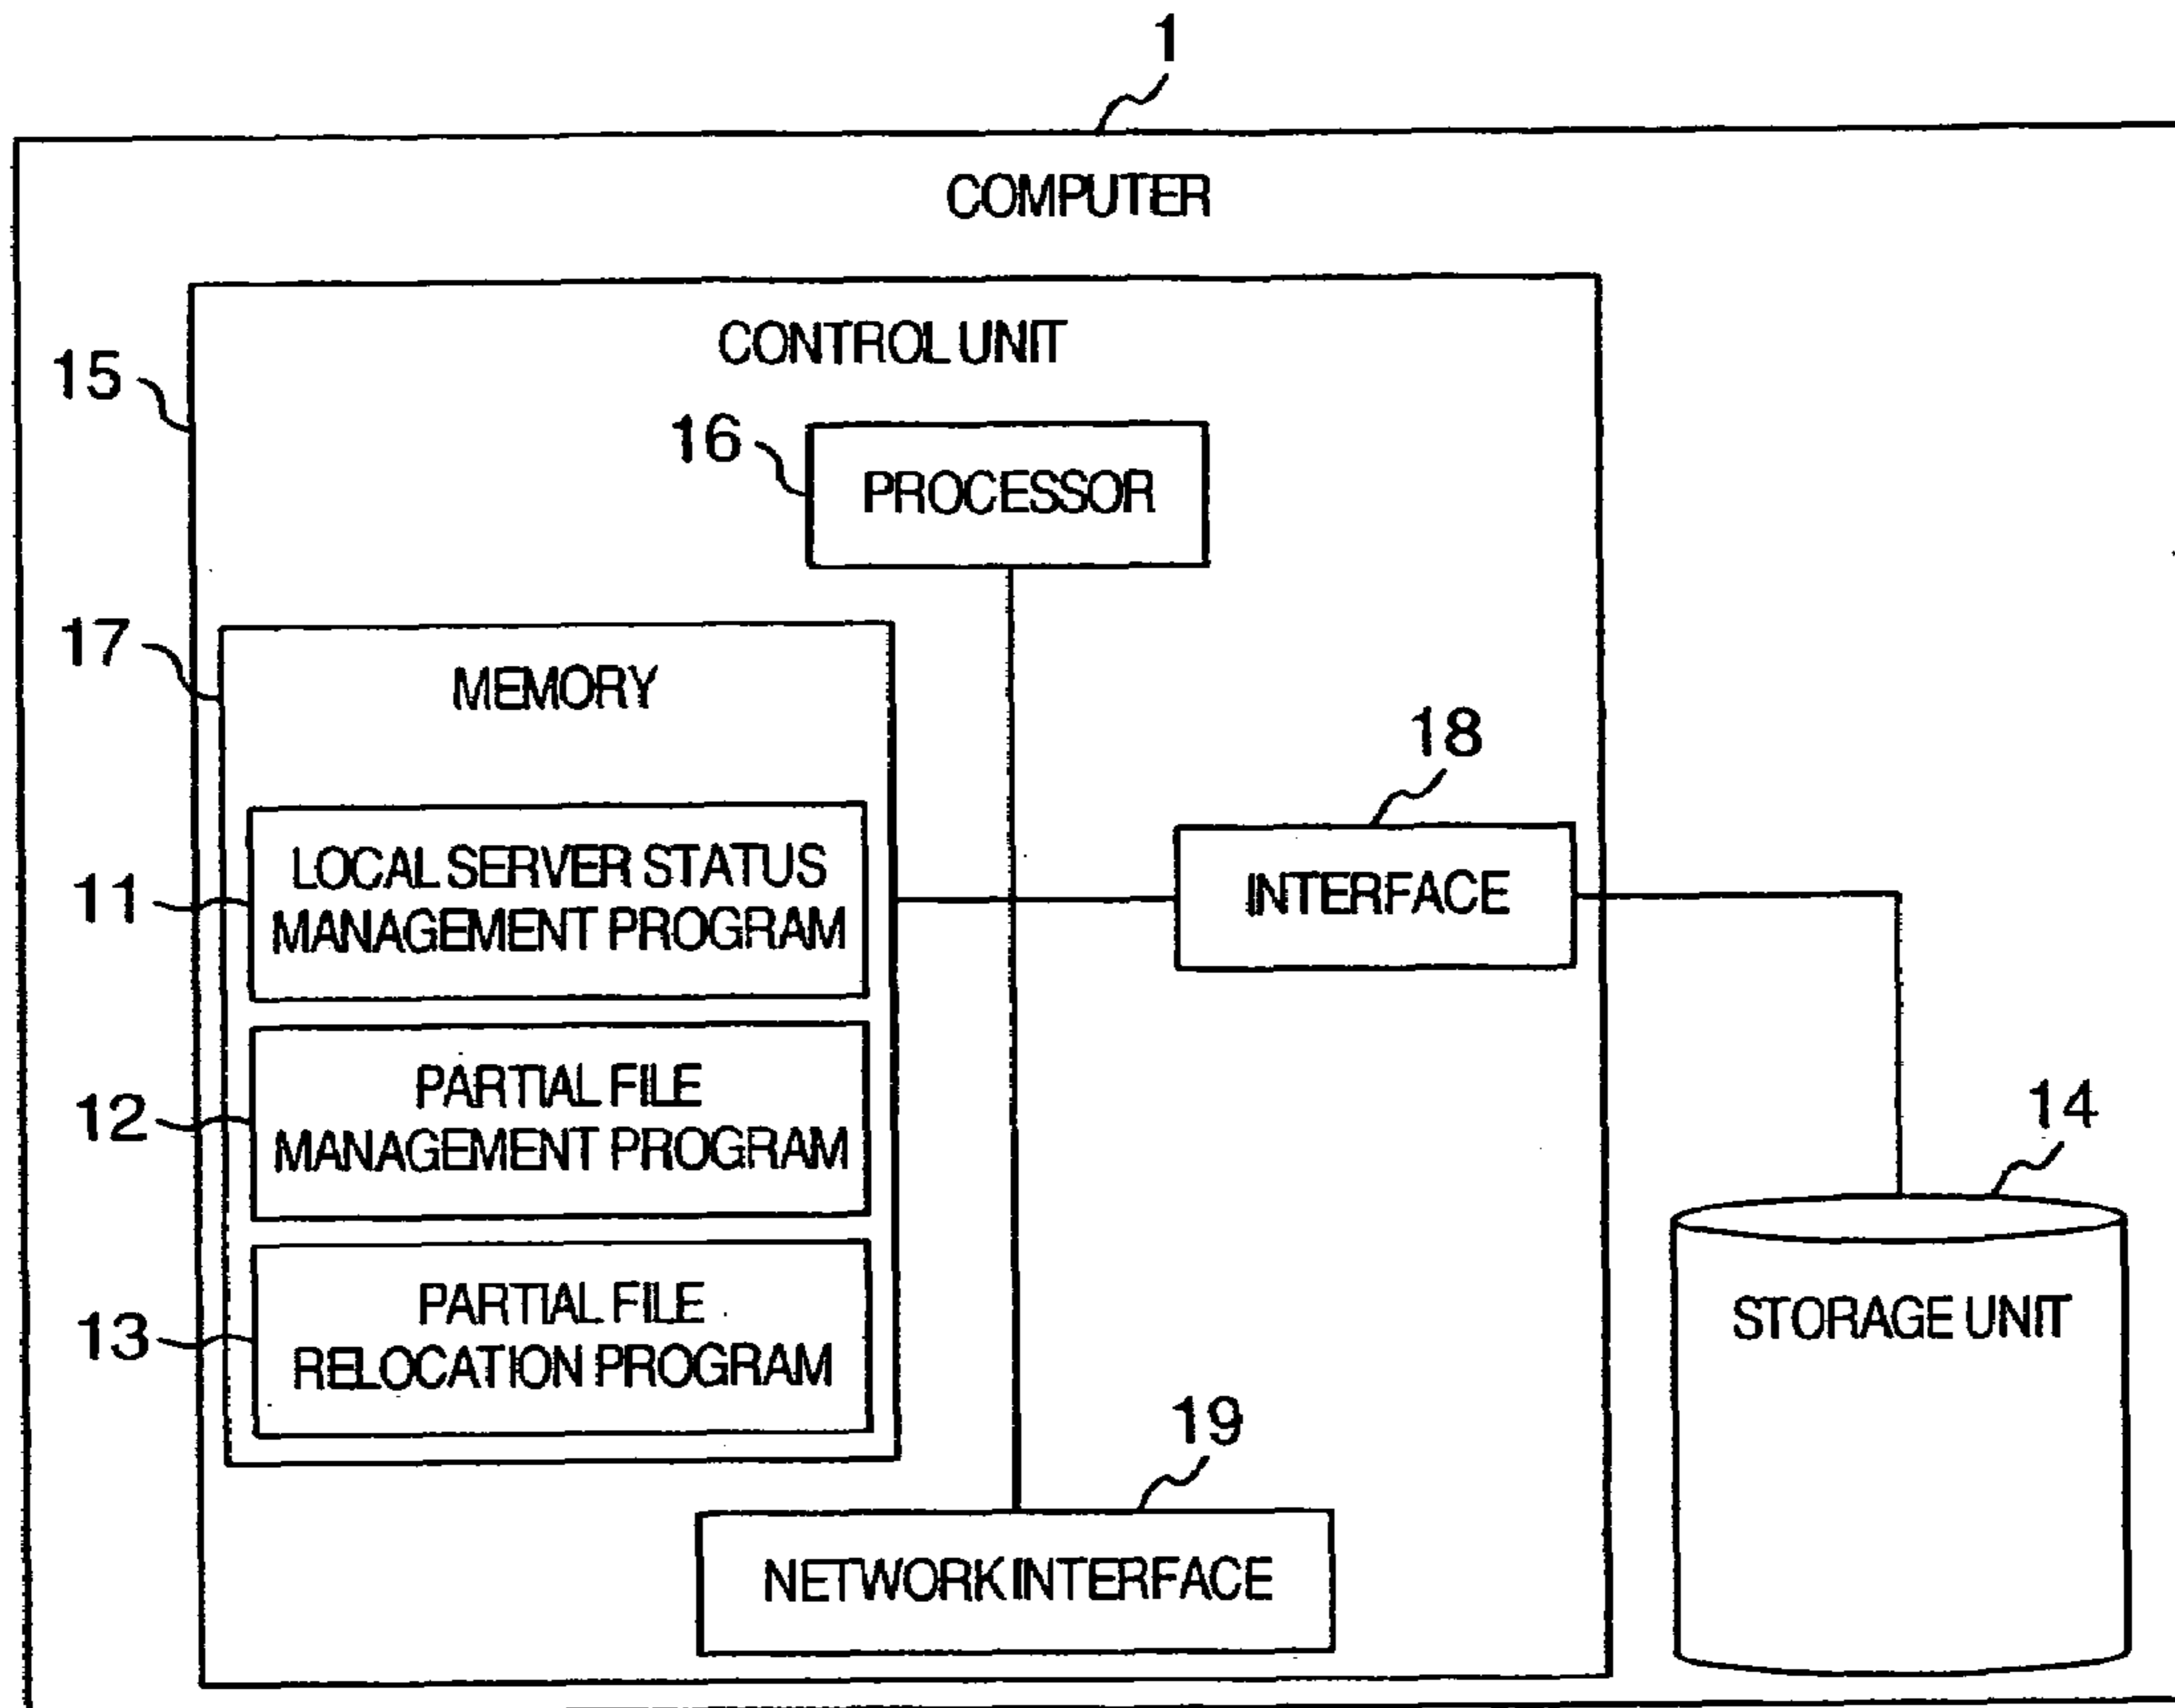 1
COMPUTER
CONTROL UNIT
15
16
PROCESSOR
17
MEMORY
18
LOCAL SERVER STATUS
MANAGEMENT PROGRAM
11
INTERFACE
PARTIAL FILE
MANAGEMENT PROGRAM
12
14
PARTIAL FILE
RELOCATION PROGRAM
13
STORAGE UNIT
19
NETWORK INTERFACE